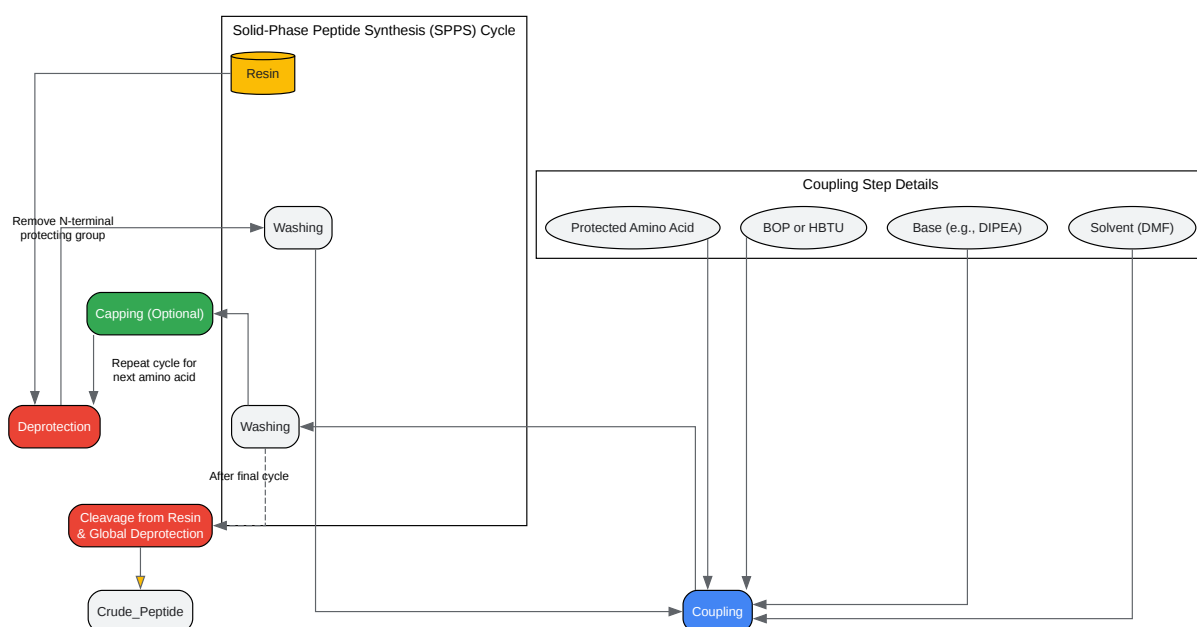 Solid-Phase Peptide Synthesis (SPPS) Cycle
Resin
Coupling Step Details
Remove N-terminal
protecting group
Washing
Protected Amino Acid
BOP or HBTU
Base (e.g., DIPEA)
Solvent (DMF)
Capping (Optional)
Repeat cycle for
next amino acid
Deprotection
Washing
After final cycle
Cleavage from Resin
& Global Deprotection
Crude_Peptide
Coupling